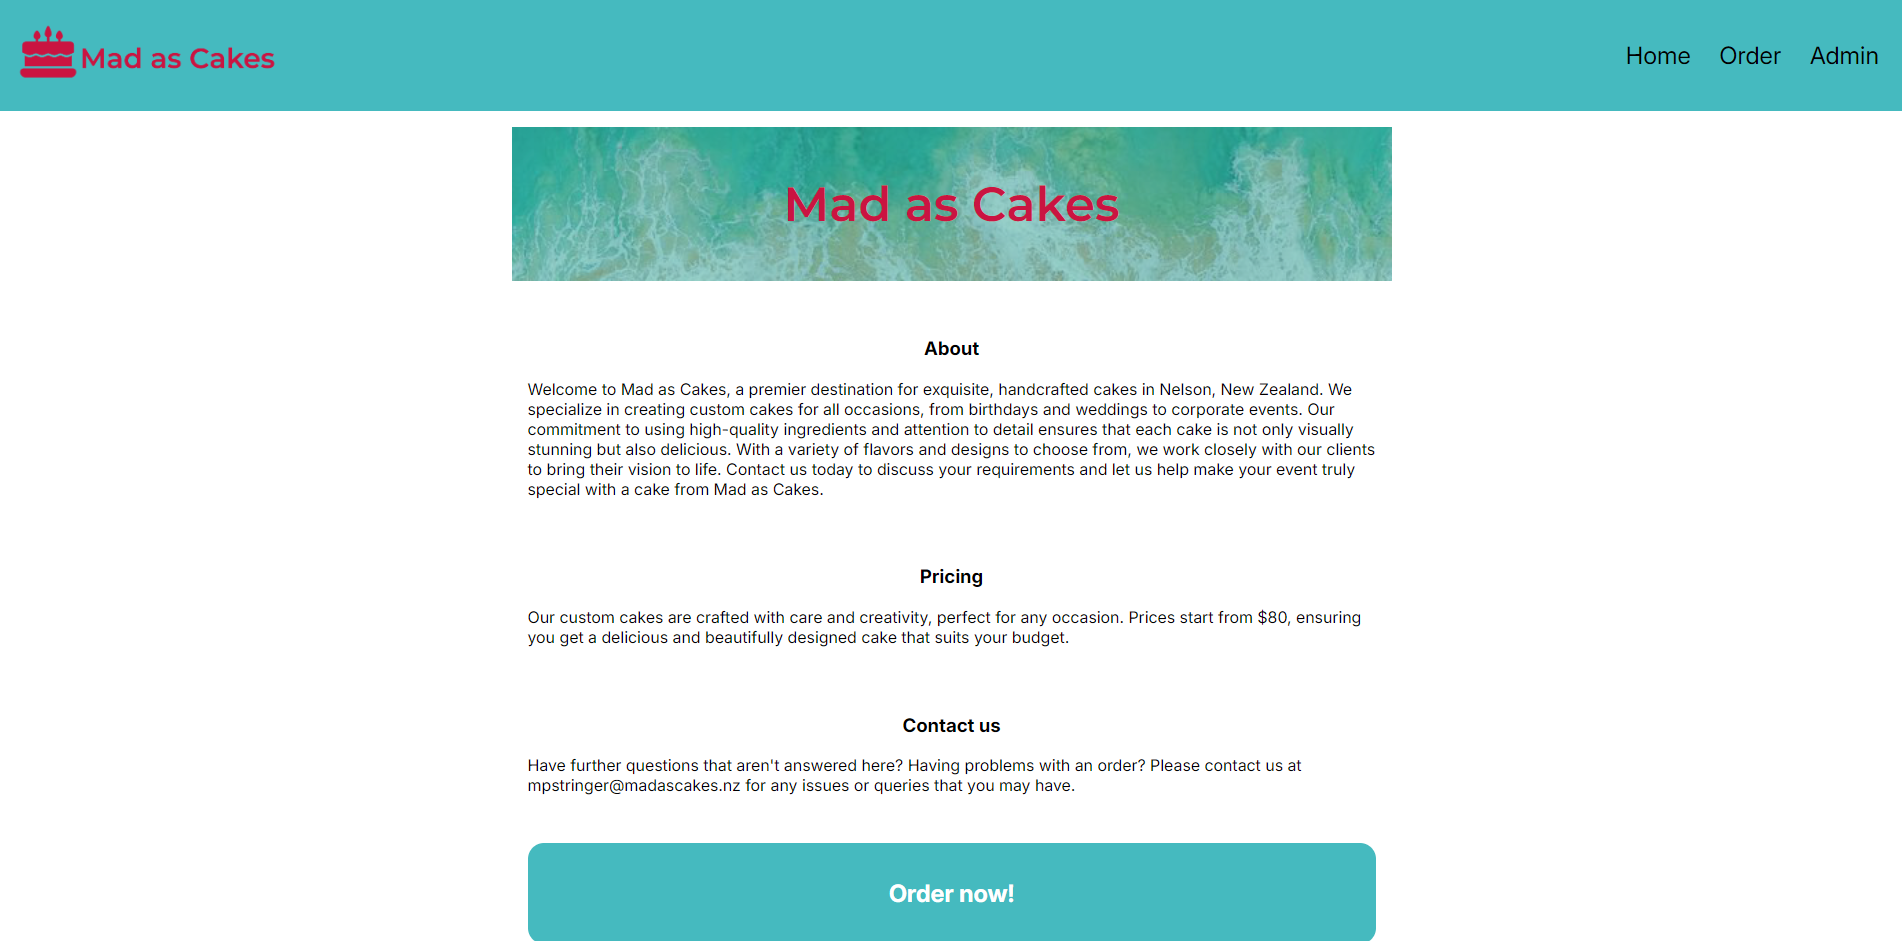 Mad as Cakes
Home Order Admin
Mad as Cakes
About
Welcome to Mad as Cakes, a premier destination for exquisite, handcrafted cakes in Nelson, New Zealand. We
specialize in creating custom cakes for all occasions, from birthdays and weddings to corporate events. Our
commitment to using high-quality ingredients and attention to detail ensures that each cake is not only visually
stunning but also delicious. With a variety of flavors and designs to choose from, we work closely with our clients
to bring their vision to life. Contact us today to discuss your requirements and let us help make your event truly
special with a cake from Mad as Cakes.
Pricing
Our custom cakes are crafted with care and creativity, perfect for any occasion. Prices start from $80, ensuring
you get a delicious and beautifully designed cake that suits your budget.
Contact us
Have further questions that aren't answered here? Having problems with an order? Please contact us at
mpstringer@madascakes.nz for any issues or queries that you may have.
Order now!